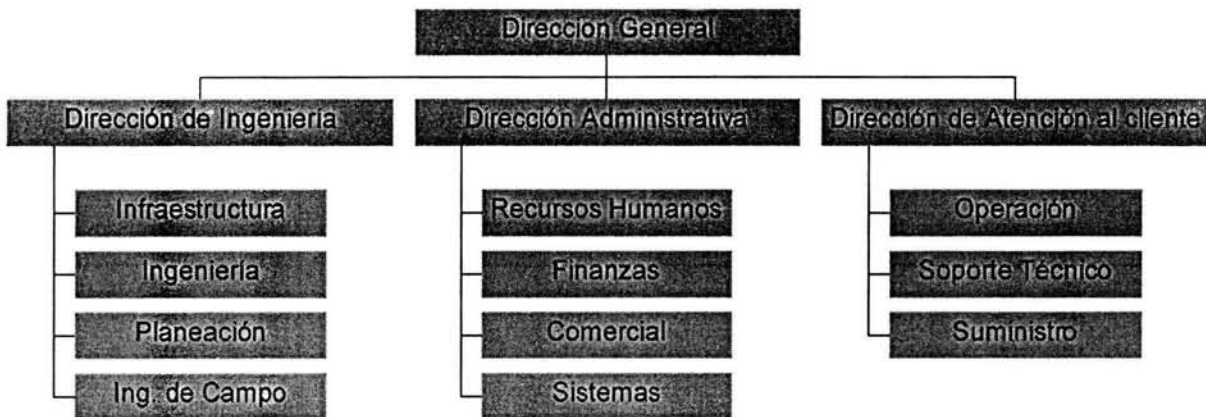 Direccion General
Dirección de Ingeniería
Dirección Administrativa
Dirección de Atención al cliente
Infraestructura
Ingeniería
Planeación
Ing. de Campo
Recursos Humanos
Finanzas
Comercial
Sistemas
Operación
Soporte Técnico
Suministro